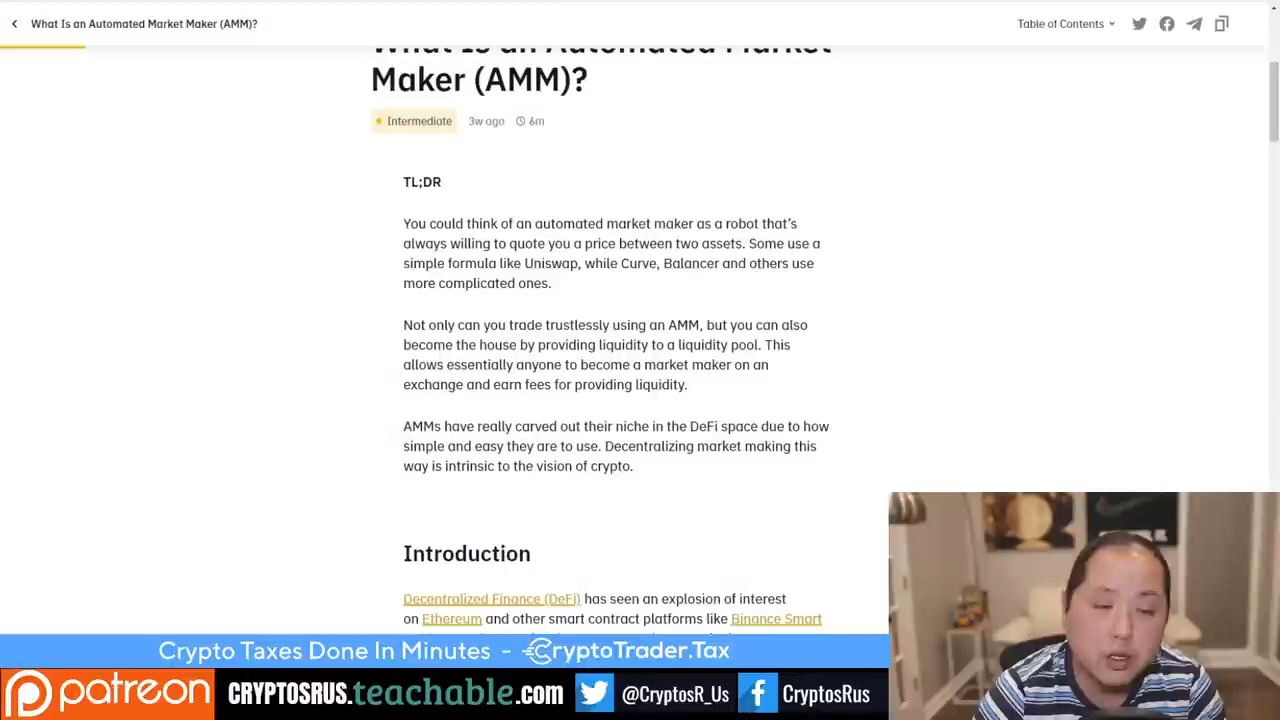 What Is an Automated Market Maker (AMM)?
Table of Contents
What Is an Automated Market
Maker (AMM)?
Intermediate
3w ago
6m
TL;DR
You could think of an automated market maker as a robot that's
always willing to quote you a price between two assets. Some use a
simple formula like Uniswap, while Curve, Balancer and others use
more complicated ones.
Not only can you trade trustlessly using an AMM, but you can also
become the house by providing liquidity to a liquidity pool. This
allows essentially anyone to become a market maker on an
exchange and earn fees for providing liquidity.
AMMs have really carved out their niche in the DeFi space due to how
simple and easy they are to use. Decentralizing market making this
way is intrinsic to the vision of crypto.
Introduction
Decentralized Finance (DeFi) has seen an explosion of interest
on Ethereum and other smart contract platforms like Binance Smart
Crypto Taxes Done In Minutes - CryptoTrader.Tax
patreon
CRYPTOSRUS.teachable.com
@CryptosR_Us
CryptosRus